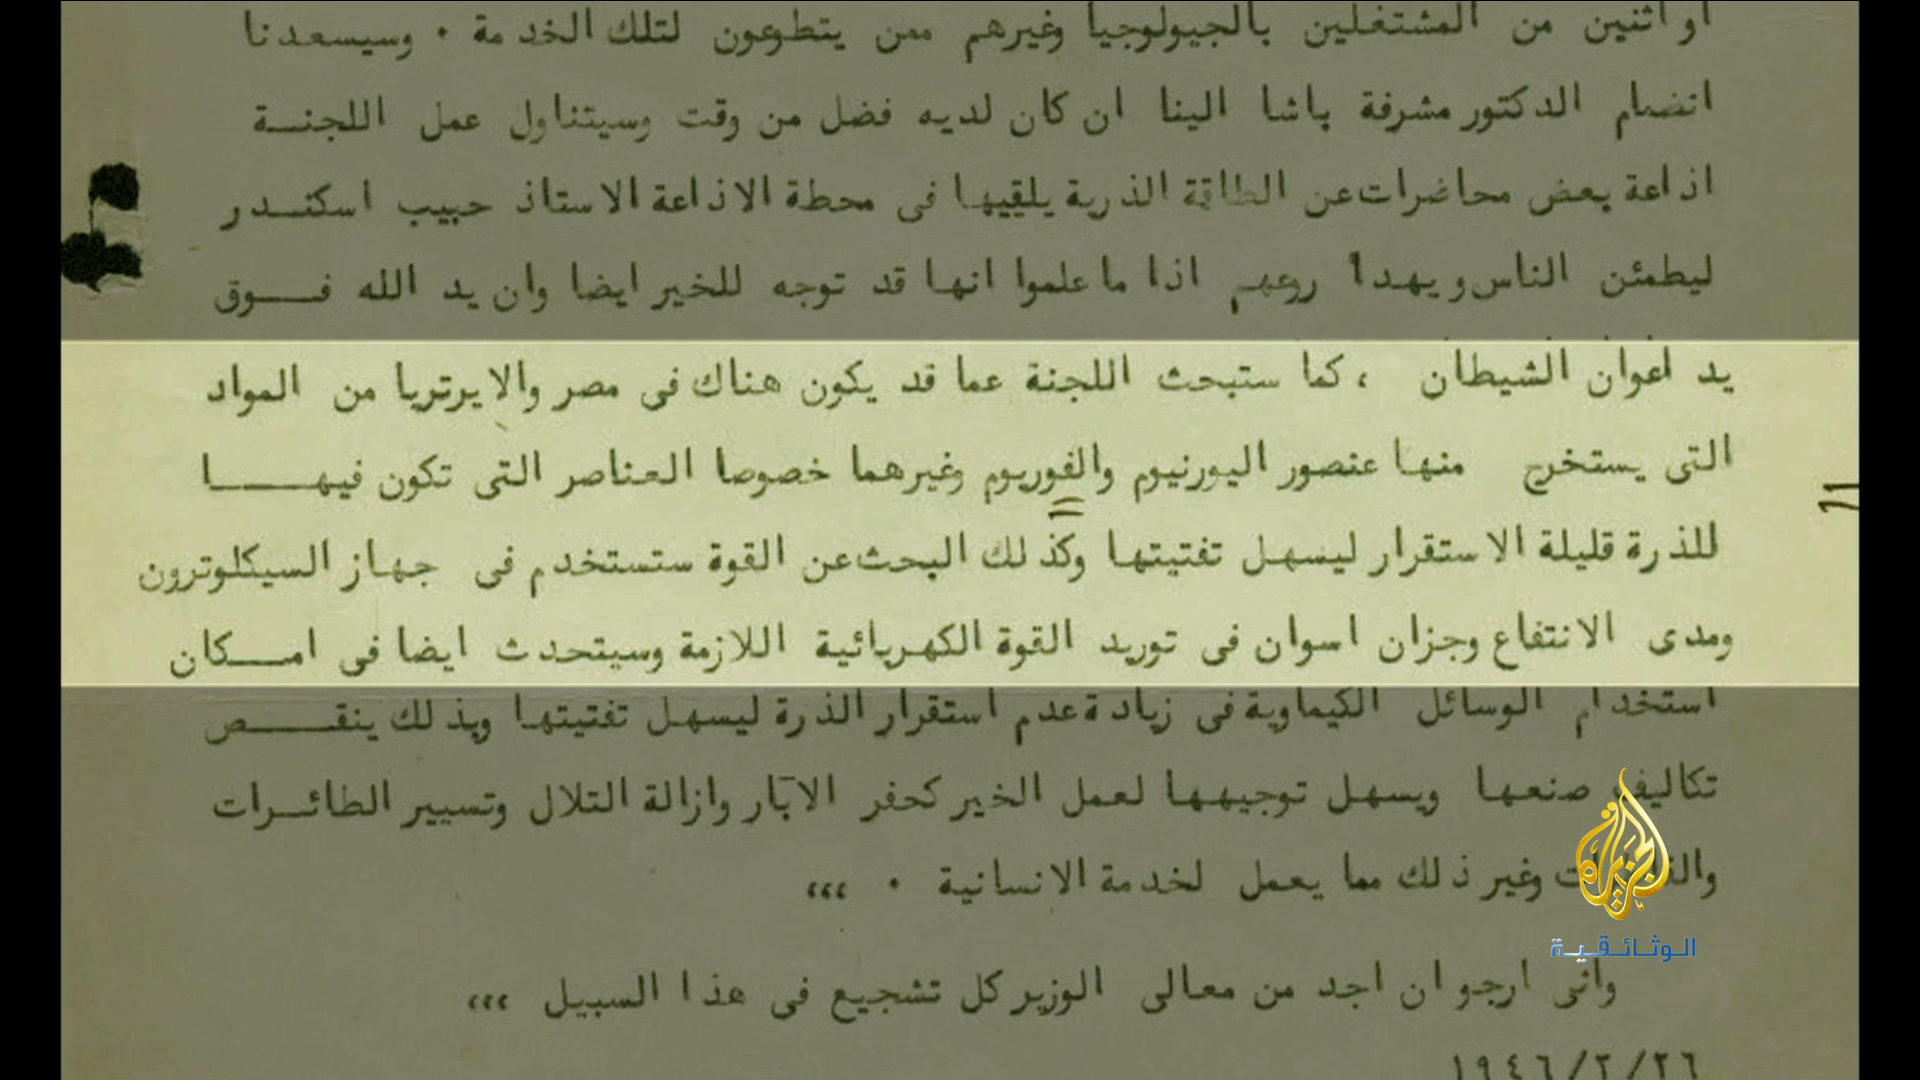 او اثنين من المشتغلين بالجيولوجيا وغيرهم ممن يتطوعون لتلك الخدمة . وسيسعدنا
انضمام الدكتور مشرفة باشا الينا ان كان لديه فضل من وقت وسيتناول عمل اللجنة
اذاعة بعض محاضرات عن الطاقة الذرية يلقيها فى محطة الاذاعة الاستاذ حبيب اسكندر
ليطمئن الناس ويهدأ روعهم اذا ما علموا انها قد توجه للخير ايضا وان يد الله فوق
يد اعوان الشيطان ، كما ستبحث اللجنة عما قد يكون هناك فى مصر والايرتريا من المواد
التى يستخرج منها عنصور اليورنيوم والفوريوم وغيرهما خصوصا العناصر التى تكون فيها
للذرة قليلة الاستقرار ليسهل تفتيتها وكذلك البحث عن القوة ستستخدم فى جهاز السيكلوترون
ومدى الانتفاع وجزان اسوان فى توريد القوة الكهربائية اللازمة وسيتحدث ايضا فى امكان
استخدام الوسائل الكيماوية فى زيادة عدم استقرار الذرة ليسهل تفتيتها وبذلك ينقص
تكاليف صنعها ويسهل توجيهها لعمل الخير كحفر الآبار وازالة التلال وتسيير الطائرات
وغير ذلك مما يعمل لخدمة الانسانية . ،،،
وانى ارجو ان اجد من معالى الوزير كل تشجيع فى هذا السبيل ،،،
١٩٤٦/٢/٢٦
الجزيرة
الوثائقية